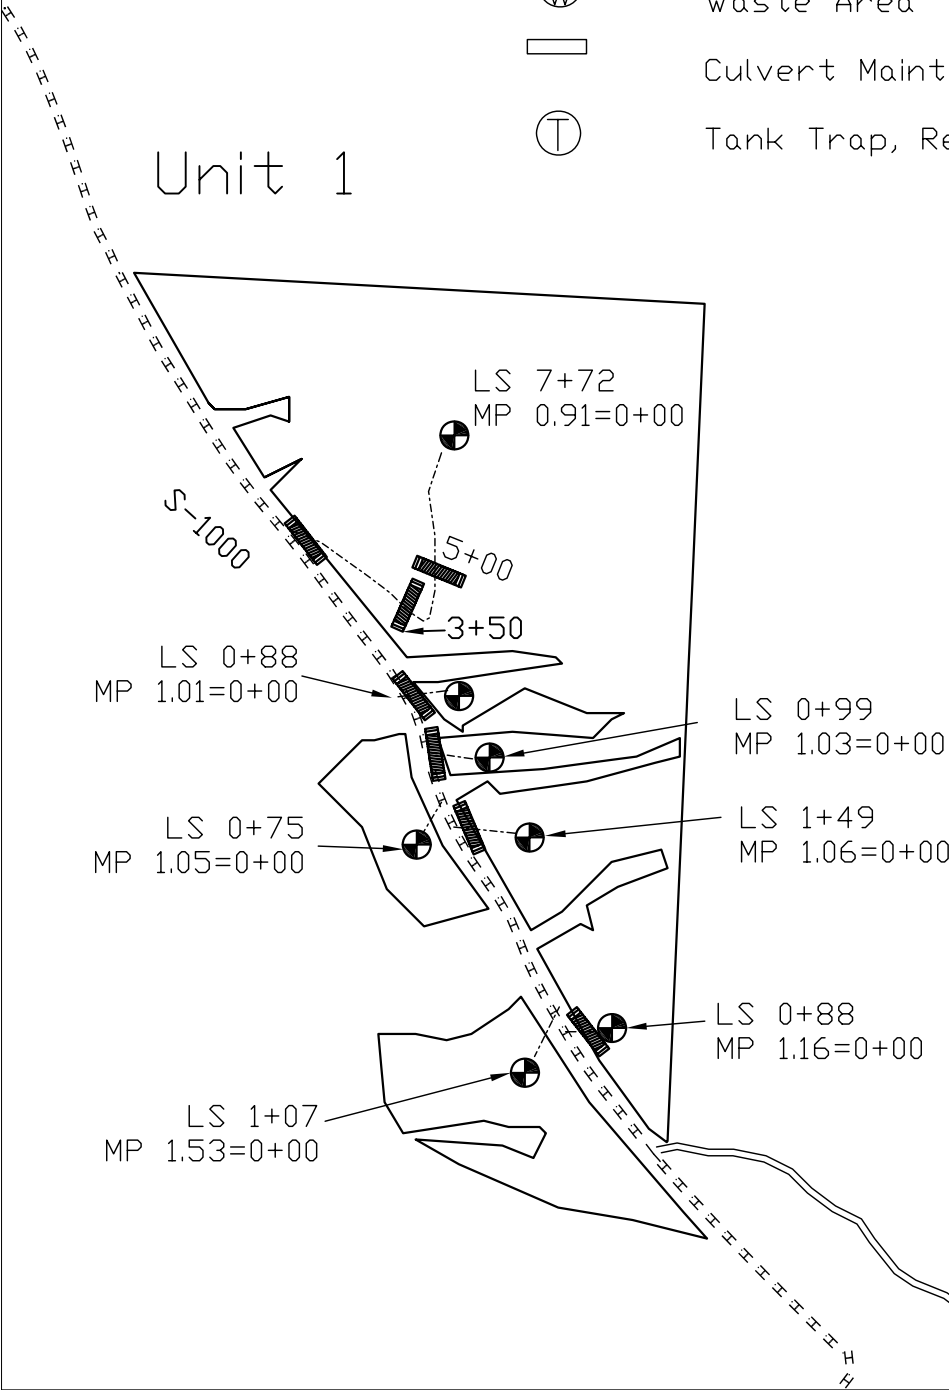 Waste Area
Culvert Maint
T
Tank Trap, Re
Unit 1
LS 7+72
MP 0.91=0+00
S-1000
5+00
3+50
LS 0+88
MP 1.01=0+00
LS 0+99
MP 1.03=0+00
LS 0+75
MP 1.05=0+00
LS 1+49
MP 1.06=0+00
LS 0+88
MP 1.16=0+00
LS 1+07
MP 1.53=0+00